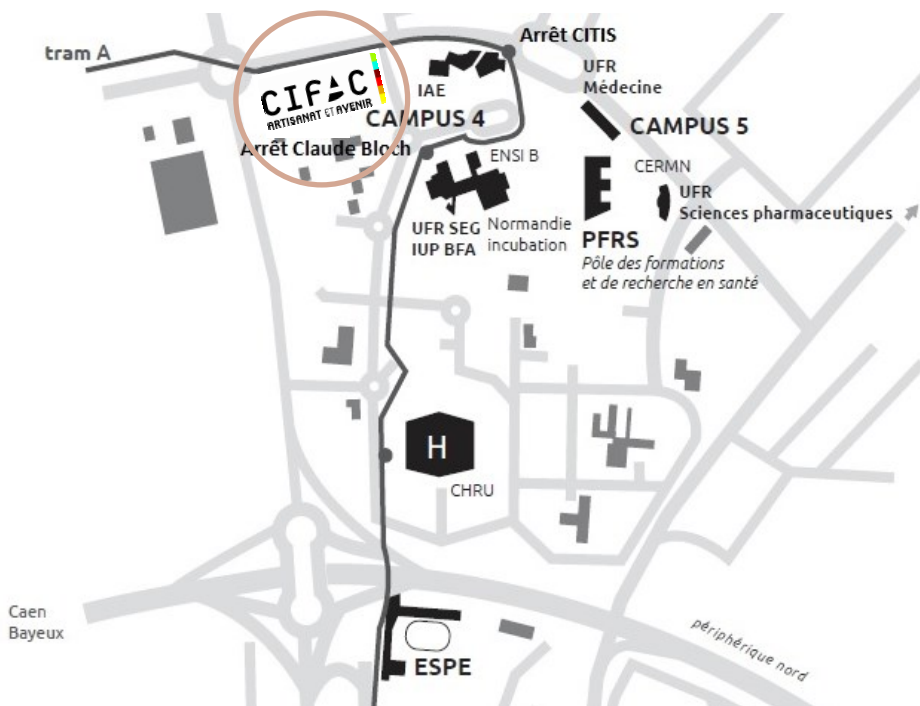 tram A
Arrêt CITIS
CIFAC
ARTISANAT ET AVENIR
IAE
CAMPUS 4
UFR
Médecine
CAMPUS 5
Arrêt Claude Bloch
ENSI B
CERMN
UFR
Sciences pharmaceutiques
UFR SEG
IUP BFA
Normandie
incubation
PFRS
Pôle des formations
et de recherche en santé
H
CHRU
Caen
Bayeux
périphérique nord
ESPE